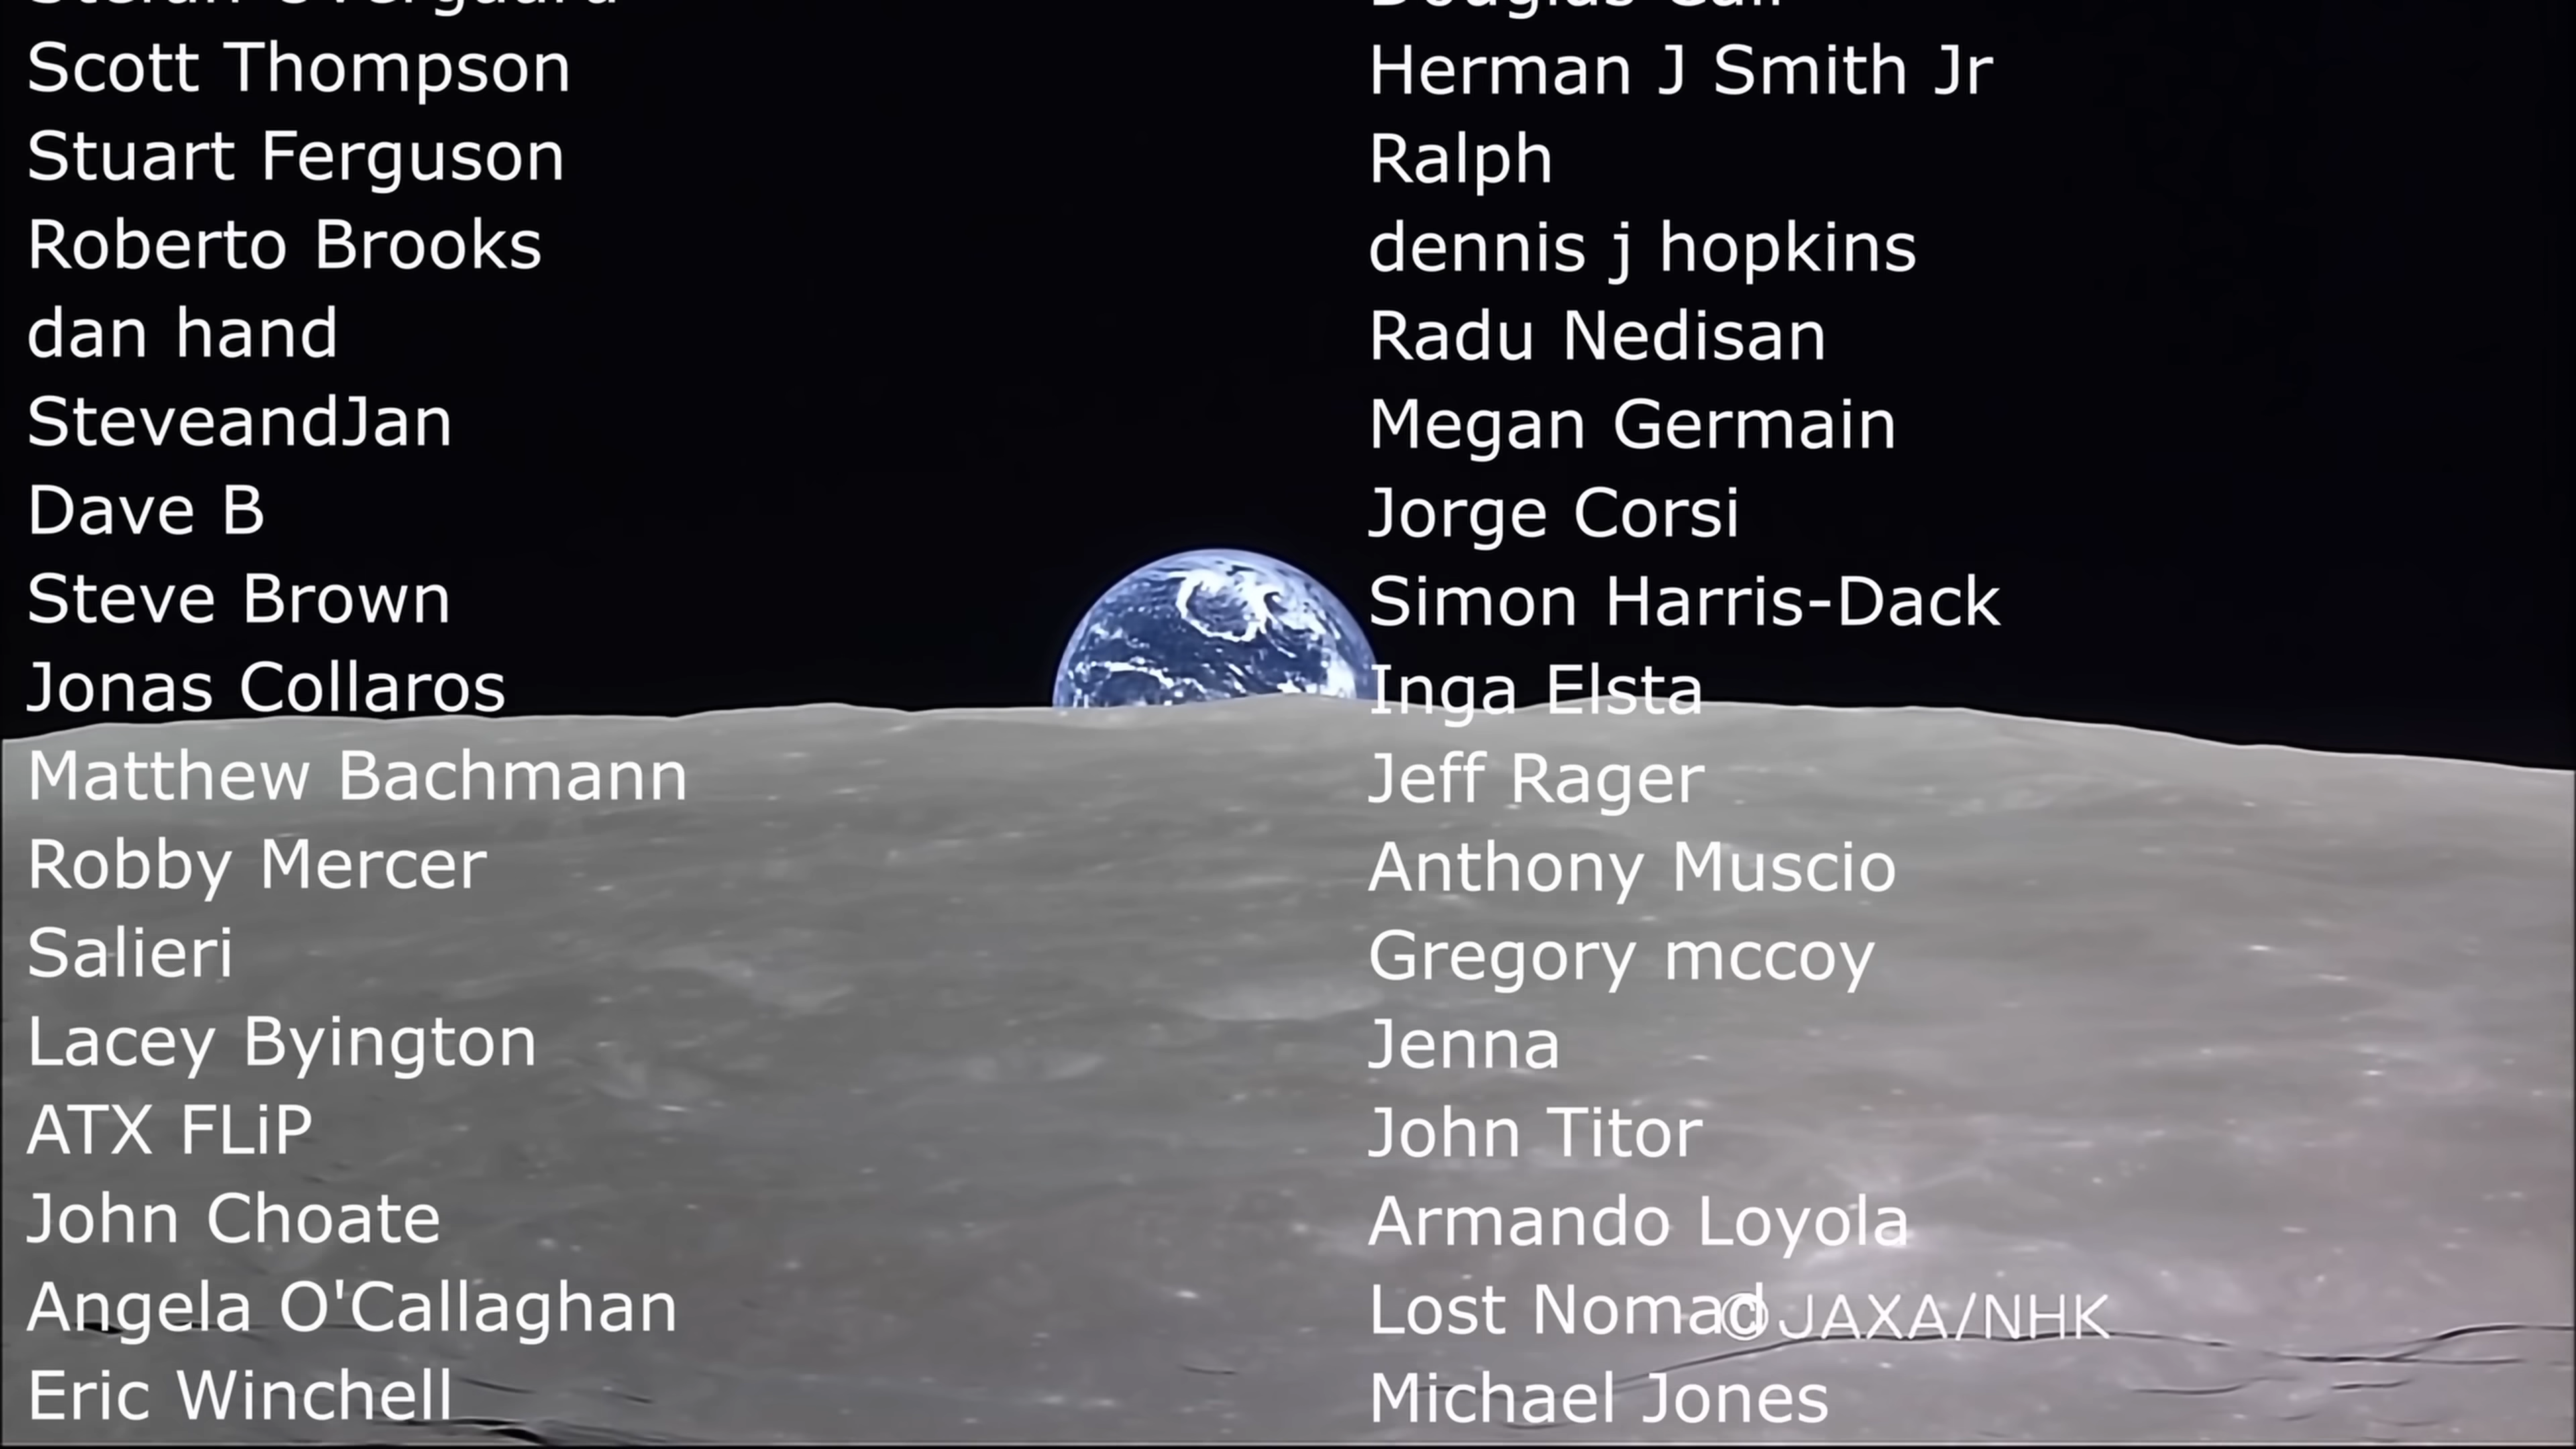 Scott Thompson
Stuart Ferguson
Roberto Brooks
dan hand
SteveandJan
Dave B
Steve Brown
Jonas Collaros
Matthew Bachmann
Robby Mercer
Salieri
Lacey Byington
ATX FLiP
John Choate
Angela O'Callaghan
Eric Winchell
Herman J Smith Jr
Ralph
dennis j hopkins
Radu Nedisan
Megan Germain
Jorge Corsi
Simon Harris-Dack
Inga Elsta
Jeff Rager
Anthony Muscio
Gregory mccoy
Jenna
John Titor
Armando Loyola
Lost Nomad
© JAXA/NHK
Michael Jones